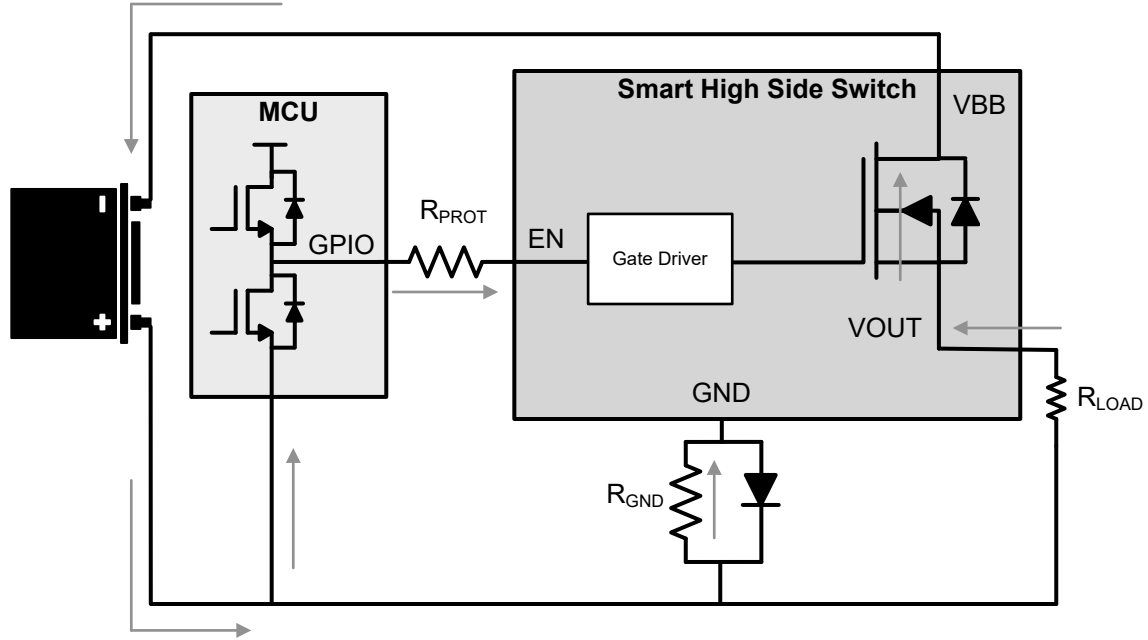 Smart High Side Switch
MCU
VBB
-
GPIO
RPROT
EN
Gate Driver
+
VOUT
GND
RLOAD
RGND